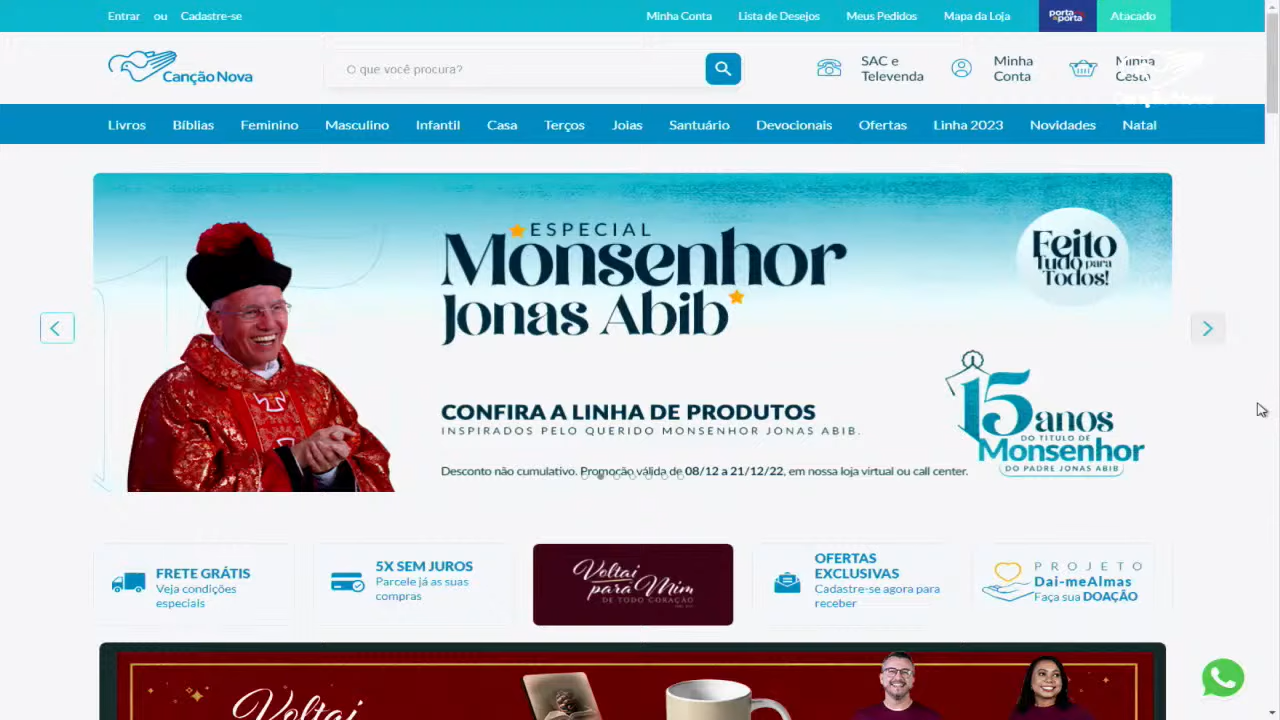 Entrar ou Cadastre-se
Minha Conta Lista de Desejos Meus Pedidos Mapa da Loja porta a porta Atacado
Canção Nova
O que você procura?
SAC e
Televenda
Minha
Conta
Minha
Cesta
Livros Bíblias Feminino Masculino Infantil Casa Terços Joias Santuário Devocionais Ofertas Linha 2023 Novidades Natal
ESPECIAL
Monsenhor
Jonas Abib
Feito
Tudo para
Todos!
CONFIRA A LINHA DE PRODUTOS
INSPIRADOS PELO QUERIDO MONSENHOR JONAS ABIB.
Desconto não cumulativo. Promoção válida de 08/12 a 21/12/22, em nossa loja virtual ou call center.
15 anos
DO TÍTULO DE
Monsenhor
DO PADRE JONAS ABIB
FRETE GRÁTIS
Veja condições
especiais
5X SEM JUROS
Parcele já as suas
compras
Voltai
para Mim
DE TODO CORAÇÃO
OFERTAS
EXCLUSIVAS
Cadastre-se agora para
receber
PROJETO
Dai-meAlmas
Faça sua DOAÇÃO
Voltai